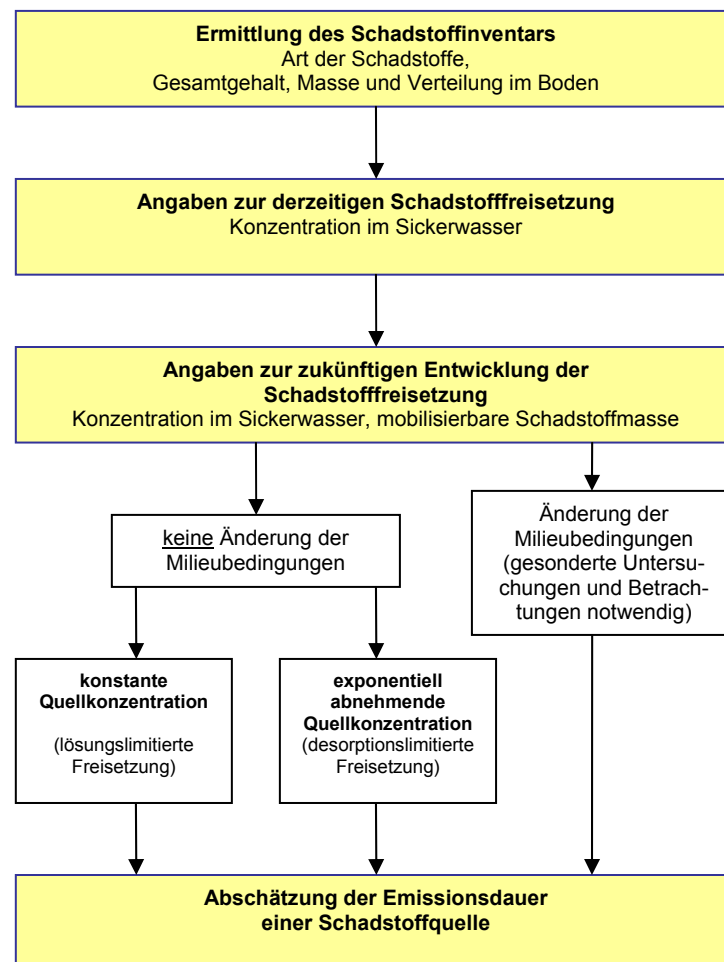 Ermittlung des Schadstoffinventars
Art der Schadstoffe,
Gesamtgehalt, Masse und Verteilung im Boden
Angaben zur derzeitigen Schadstofffreisetzung
Konzentration im Sickerwasser
Angaben zur zukünftigen Entwicklung der
Schadstofffreisetzung
Konzentration im Sickerwasser, mobilisierbare Schadstoffmasse
keine Änderung der
Milieubedingungen
Änderung der
Milieubedingungen
(gesonderte Untersu-
chungen und Betrach-
tungen notwendig)
konstante
Quellkonzentration
(lösungslimitierte
Freisetzung)
exponentiell
abnehmende
Quellkonzentration
(desorptionslimitierte
Freisetzung)
Abschätzung der Emissionsdauer
einer Schadstoffquelle